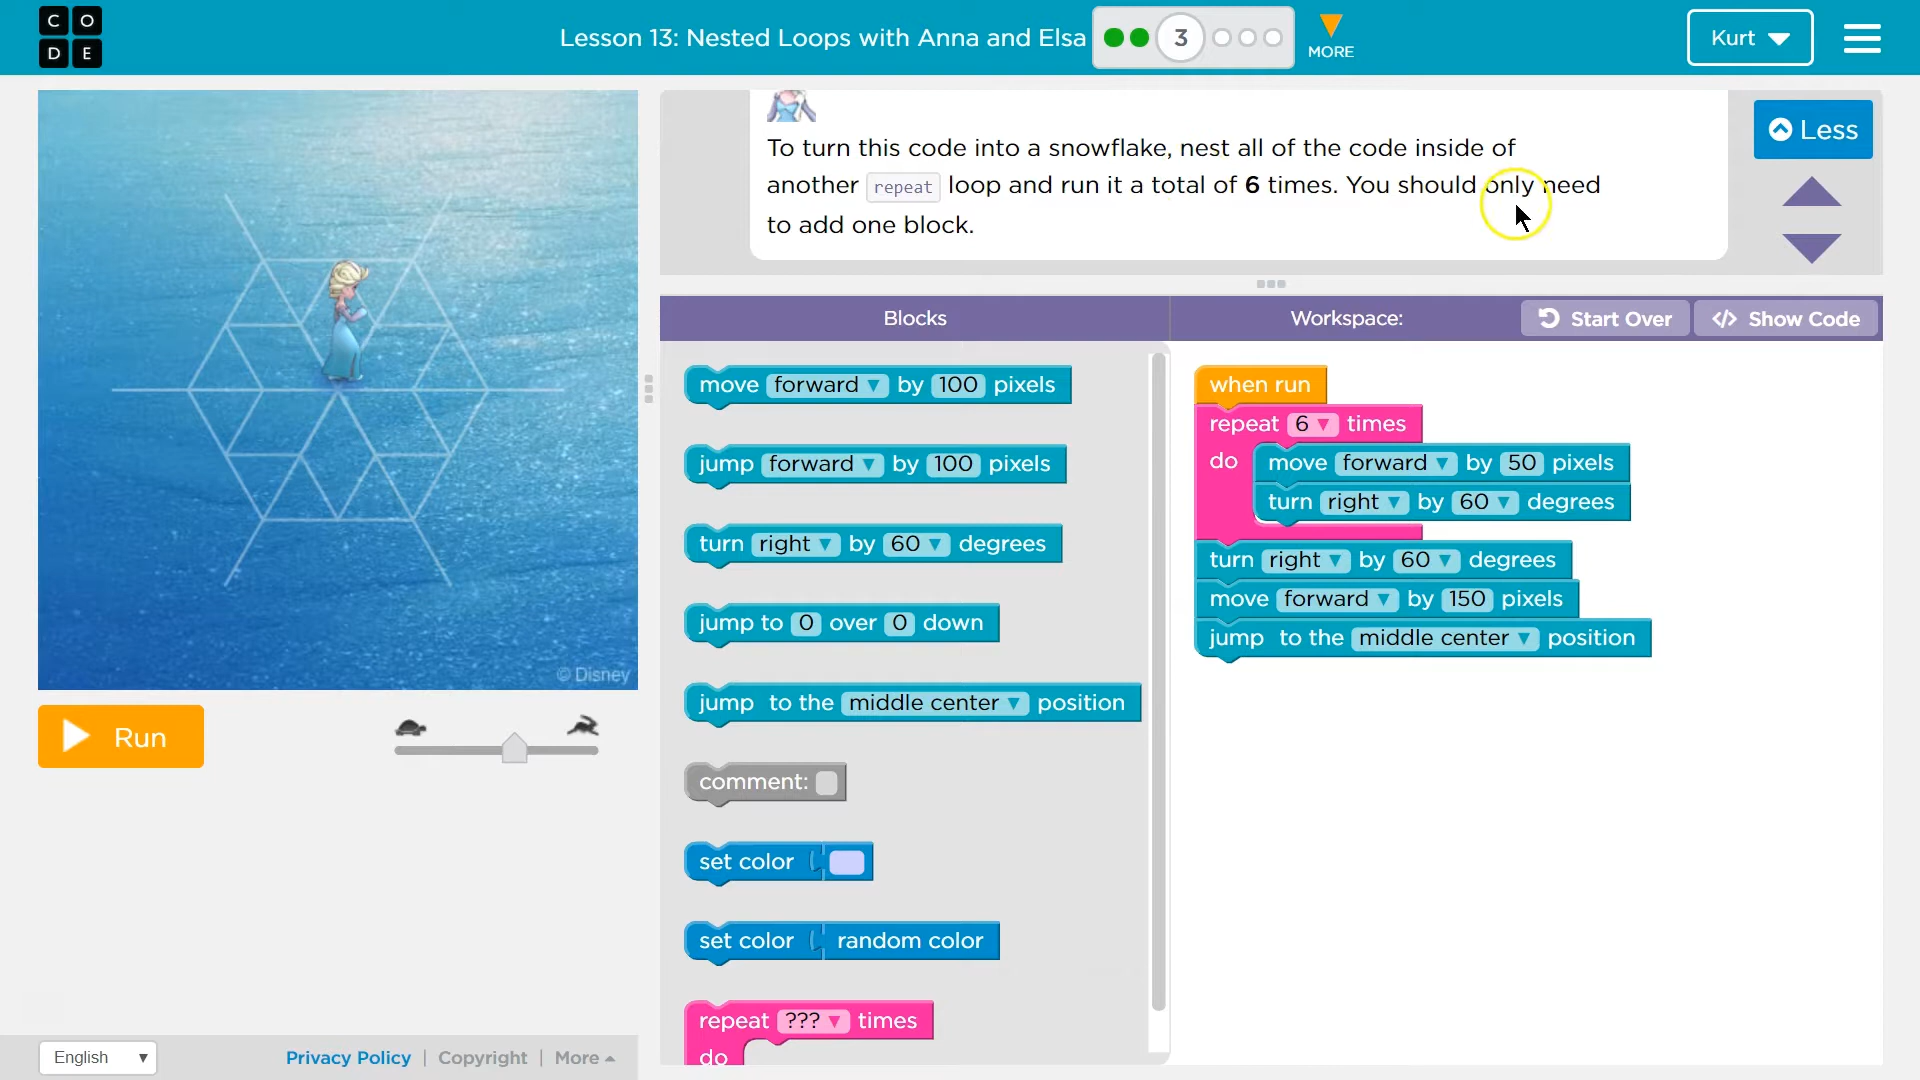 C O
D E
Lesson 13: Nested Loops with Anna and Elsa
3
MORE
Kurt
To turn this code into a snowflake, nest all of the code inside of
another repeat loop and run it a total of 6 times. You should only need
to add one block.
Less
Blocks
Workspace:
Start Over
</> Show Code
move forward by 100 pixels
jump forward by 100 pixels
turn right by 60 degrees
jump to 0 over 0 down
jump to the middle center position
comment:
set color
set color random color
repeat ??? times
do
when run
repeat 6 times
do
move forward by 50 pixels
turn right by 60 degrees
turn right by 60 degrees
move forward by 150 pixels
jump to the middle center position
© Disney
Run
English
Privacy Policy | Copyright | More